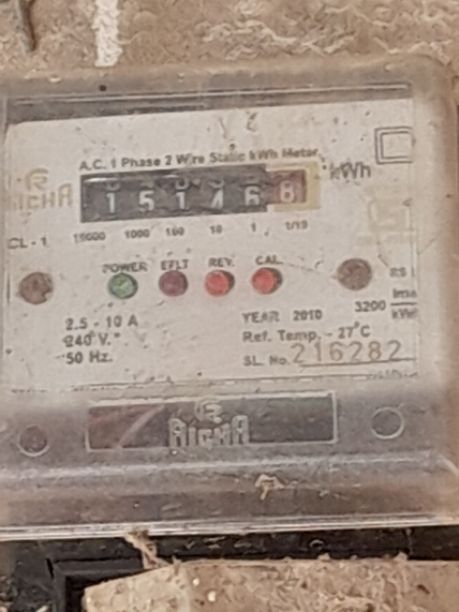 A.C. 1 Phase 2 Wire Static kWh Meter
RICHA
1 5 1 4 6 8 kWh
CL - 1 10000 1000 100 10 1 1/10
POWER EFLT REV. CAL
2.5 - 10 A
240 V.~
50 Hz.
YEAR 2010
3200
Ref. Temp. - 27°C
SL. No. 216282
RICHA